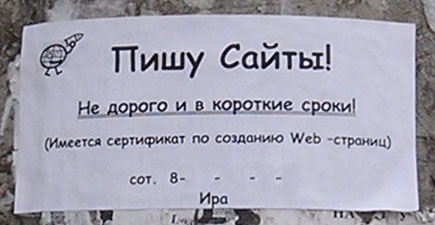 Пишу Сайты!
Не дорого и в короткие сроки!
(Имеется сертификат по созданию Web -страниц)
сот. 8- - - -
Ира